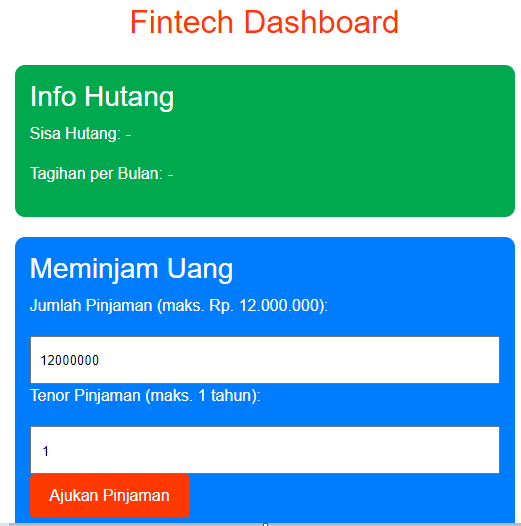 Fintech Dashboard
Info Hutang
Sisa Hutang: -
Tagihan per Bulan: -
Meminjam Uang
Jumlah Pinjaman (maks. Rp. 12.000.000):
12000000
Tenor Pinjaman (maks. 1 tahun):
1
Ajukan Pinjaman